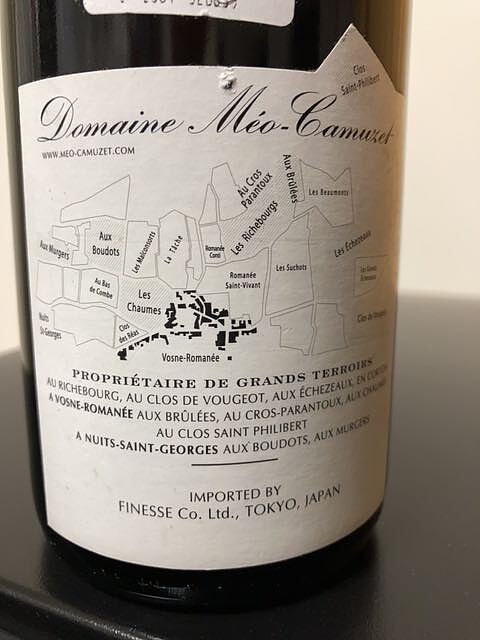 Clos
Saint-Philibert
Domaine Méo-Camuzet
WWW.MEO-CAMUZET.COM
Aux Brûlées
Au Cros
Parantoux
Les Beaumonts
Les Richebourgs
Aux Murgers
Aux
Boudots
Les Malconsorts
La Tâche
Romanée
Conti
Les Echezeaux
Romanée
Saint-Vivant
Les Suchots
Les Grands
Echezeaux
Au Bas
de Combe
Les
Chaumes
Nuits
St-Georges
Clos
des Réas
Clos de Vougeot
Vosne-Romanée
PROPRIÉTAIRE DE GRANDS TERROIRS
AU RICHEBOURG, AU CLOS DE VOUGEOT, AUX ÉCHEZEAUX, EN CORTON
A VOSNE-ROMANÉE AUX BRÛLÉES, AU CROS-PARANTOUX, AUX CHAUMES
AU CLOS SAINT PHILIBERT
A NUITS-SAINT-GEORGES AUX BOUDOTS, AUX MURGERS
IMPORTED BY
FINESSE Co. Ltd., TOKYO, JAPAN